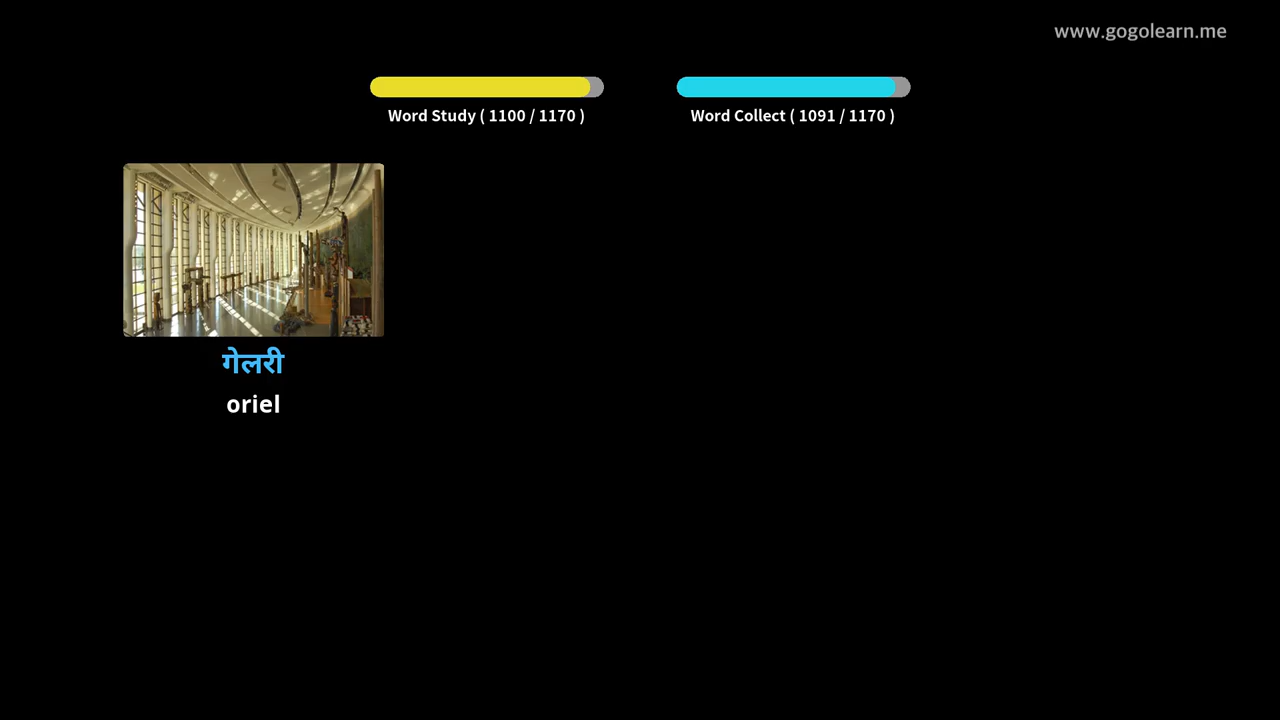 www.gogolearn.me
Word Study ( 1100 / 1170 )
Word Collect ( 1091 / 1170 )
गेलरी
oriel